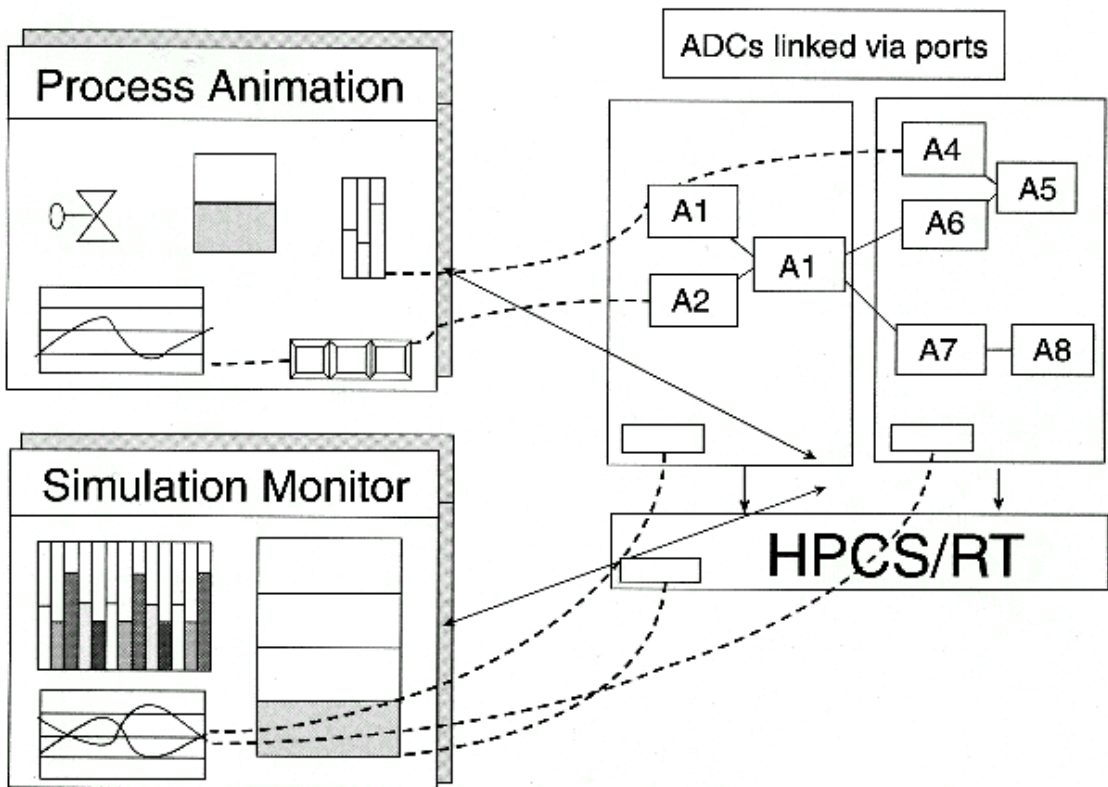 Process Animation
ADCs linked via ports
A1
A2
A1
A4
A5
A6
A7
A8
Simulation Monitor
HPCS/RT